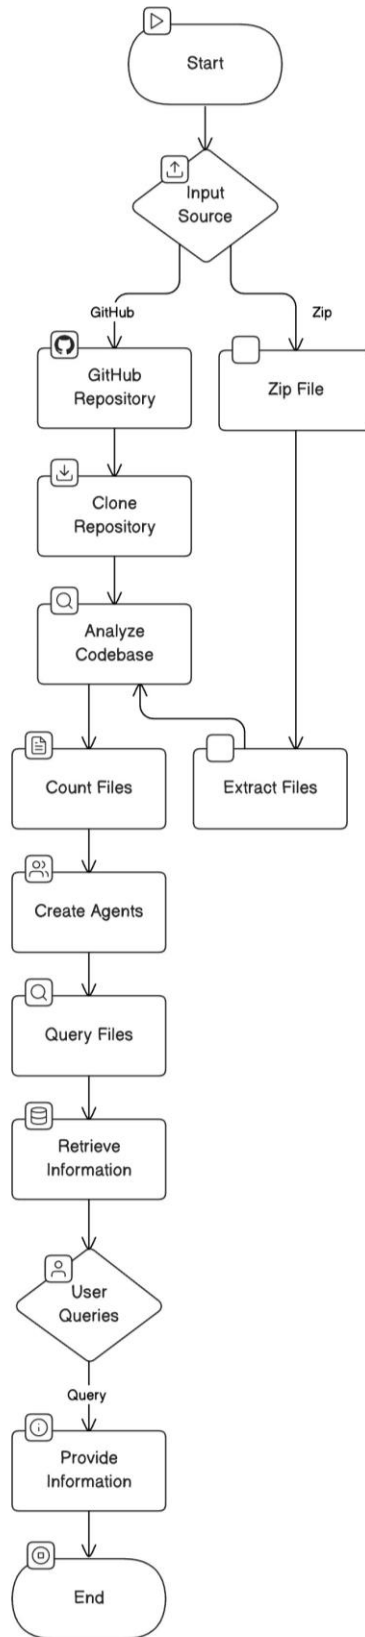 Start
Input
Source
GitHub
Zip
GitHub
Repository
Zip File
Clone
Repository
Analyze
Codebase
Count Files
Extract Files
Create Agents
Query Files
Retrieve
Information
User
Queries
Query
Provide
Information
End